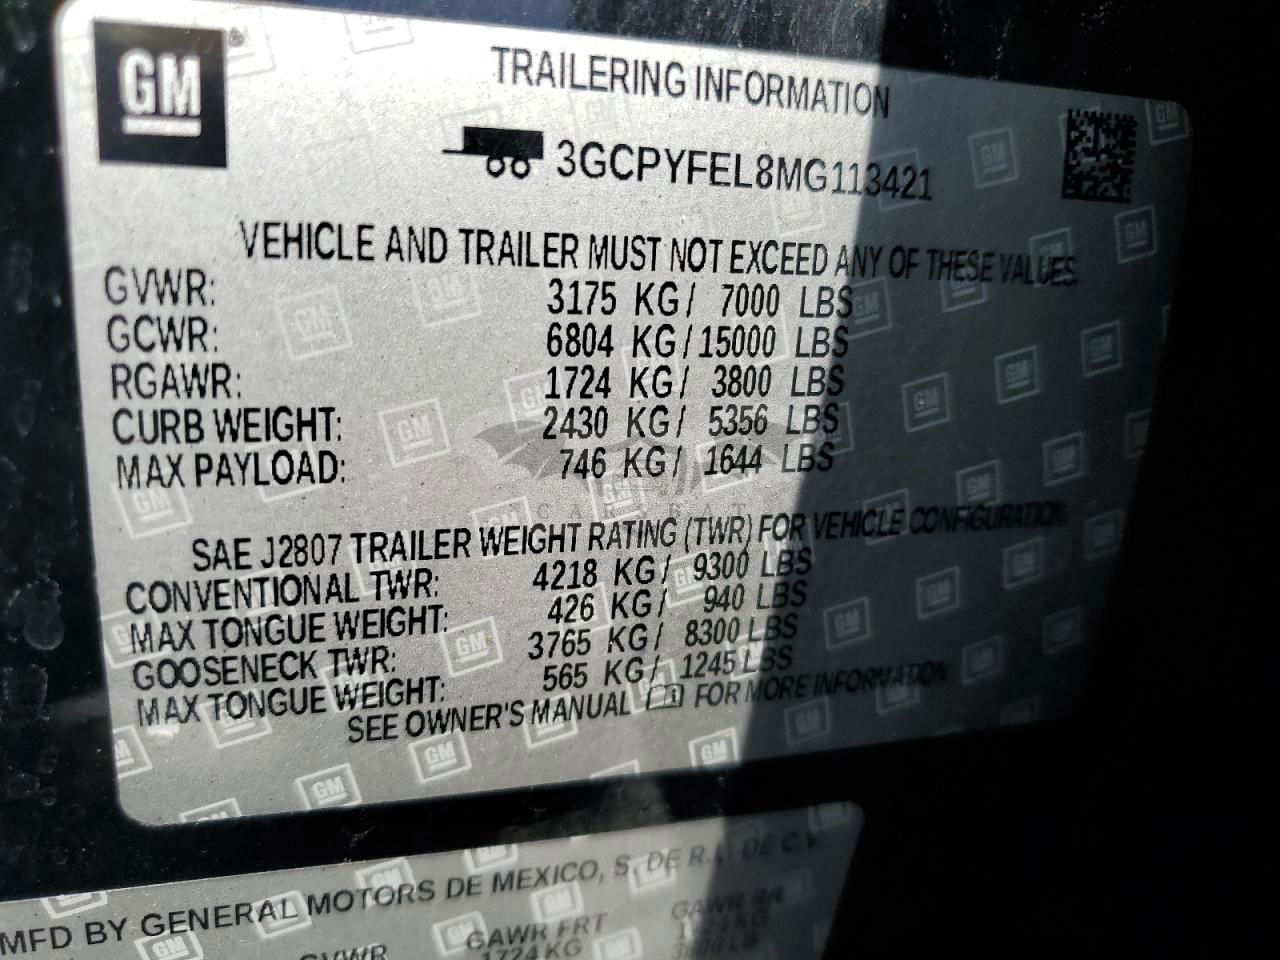 GM
TRAILERING INFORMATION
3GCPYFEL8MG113421
VEHICLE AND TRAILER MUST NOT EXCEED ANY OF THESE VALUES.
GVWR: 3175 KG/ 7000 LBS
GCWR: 6804 KG/15000 LBS
RGAWR: 1724 KG/ 3800 LBS
CURB WEIGHT: 2430 KG/ 5356 LBS
MAX PAYLOAD: 746 KG/ 1644 LBS
SAE J2807 TRAILER WEIGHT RATING (TWR) FOR VEHICLE CONFIGURATION
CONVENTIONAL TWR: 4218 KG/ 9300 LBS
MAX TONGUE WEIGHT: 426 KG/ 940 LBS
GOOSENECK TWR: 3765 KG/ 8300 LBS
MAX TONGUE WEIGHT: 565 KG/ 1245 LBS
SEE OWNER'S MANUAL FOR MORE INFORMATION
MFD BY GENERAL MOTORS DE MEXICO, S. DE R.L. DE C.V.
GVWR GAWR FRT GAWR RR
1724 KG